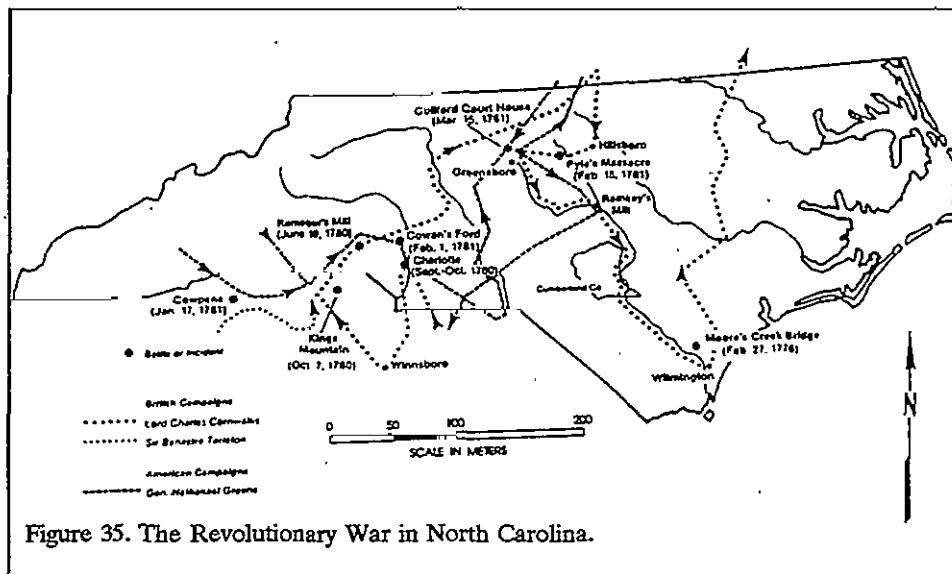 Guilford Court House
(Mar. 15, 1781)
Hillsboro
Greensboro
Pyle's Massacre
(Feb. 15, 1781)
Ramsey's
Mill
Ramsour's Mill
(June 19, 1780)
Cowan's Ford
(Feb. 1, 1781)
Charlotte
(Sept.-Oct. 1780)
Cumberland Co
Cowpens
(Jan. 17, 1781)
Kings
Mountain
(Oct. 7, 1780)
Winnsboro
Moore's Creek Bridge
(Feb. 27, 1776)
Wilmington
Battle or Incident
British Campaigns
Lord Charles Cornwallis
Sir Banastre Tarleton
American Campaigns
Gen. Nathanael Greene
0 50 100 200
SCALE IN METERS
N
Figure 35. The Revolutionary War in North Carolina.